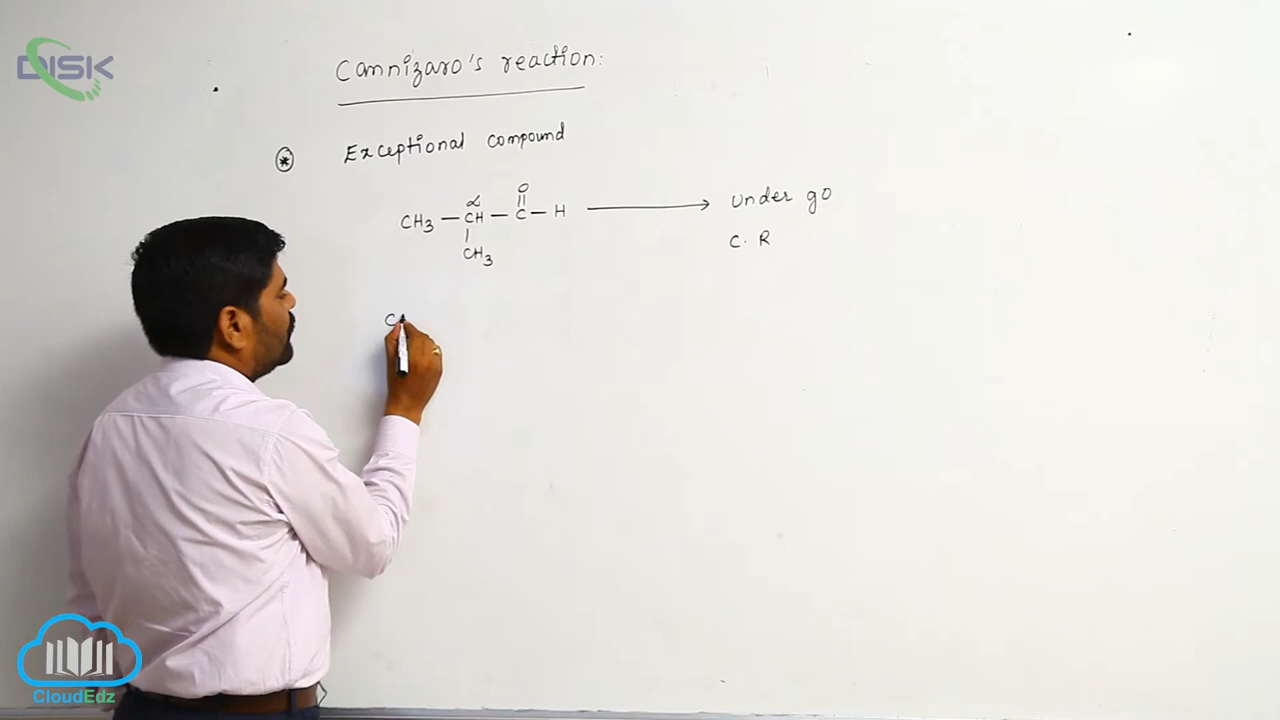 DISK
Cannizaro's reaction:
* Exceptional compound
O
α ||
CH3 — CH — C — H ⟶ Under go
|
CH3
C. R
C
CloudEdz